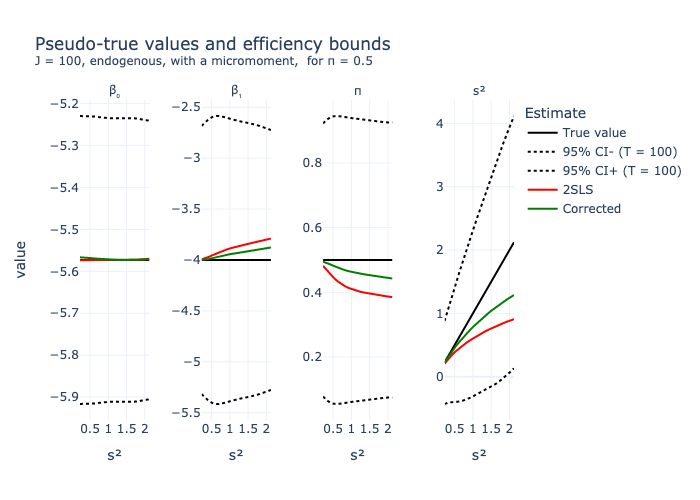 Pseudo-true values and efficiency bounds
J = 100, endogenous, with a micromoment,  for π = 0.5
β₀
β₁
π
s²
−5.2
−5.3
−5.4
−5.5
−5.6
−5.7
−5.8
−5.9
−2.5
−3
−3.5
−4
−4.5
−5
−5.5
0.8
0.6
0.4
0.2
4
3
2
1
0
value
0.5 1 1.5 2
0.5 1 1.5 2
0.5 1 1.5 2
0.5 1 1.5 2
s²
s²
s²
s²
Estimate
True value
95% CI- (T = 100)
95% CI+ (T = 100)
2SLS
Corrected